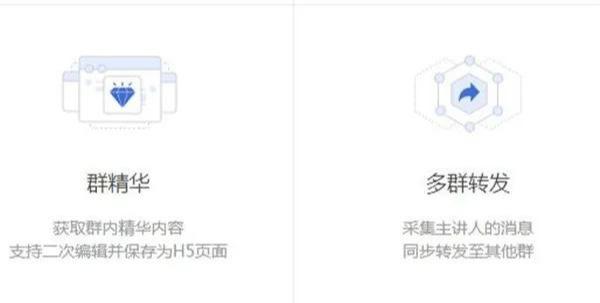 群精华
获取群内精华内容
支持二次编辑并保存为H5页面
多群转发
采集主讲人的消息
同步转发至其他群